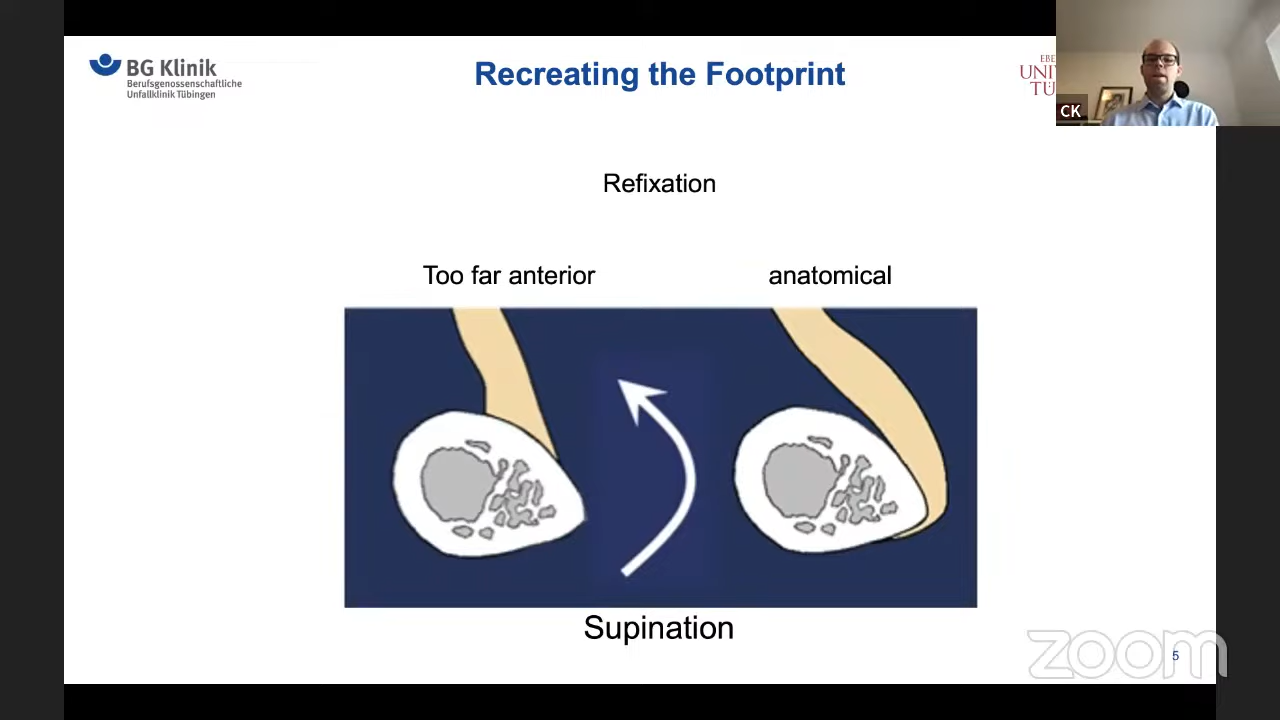 BG Klinik
Berufsgenossenschaftliche
Unfallklinik Tübingen
Recreating the Footprint
CK
Refixation
Too far anterior
anatomical
Supination
zoom
5